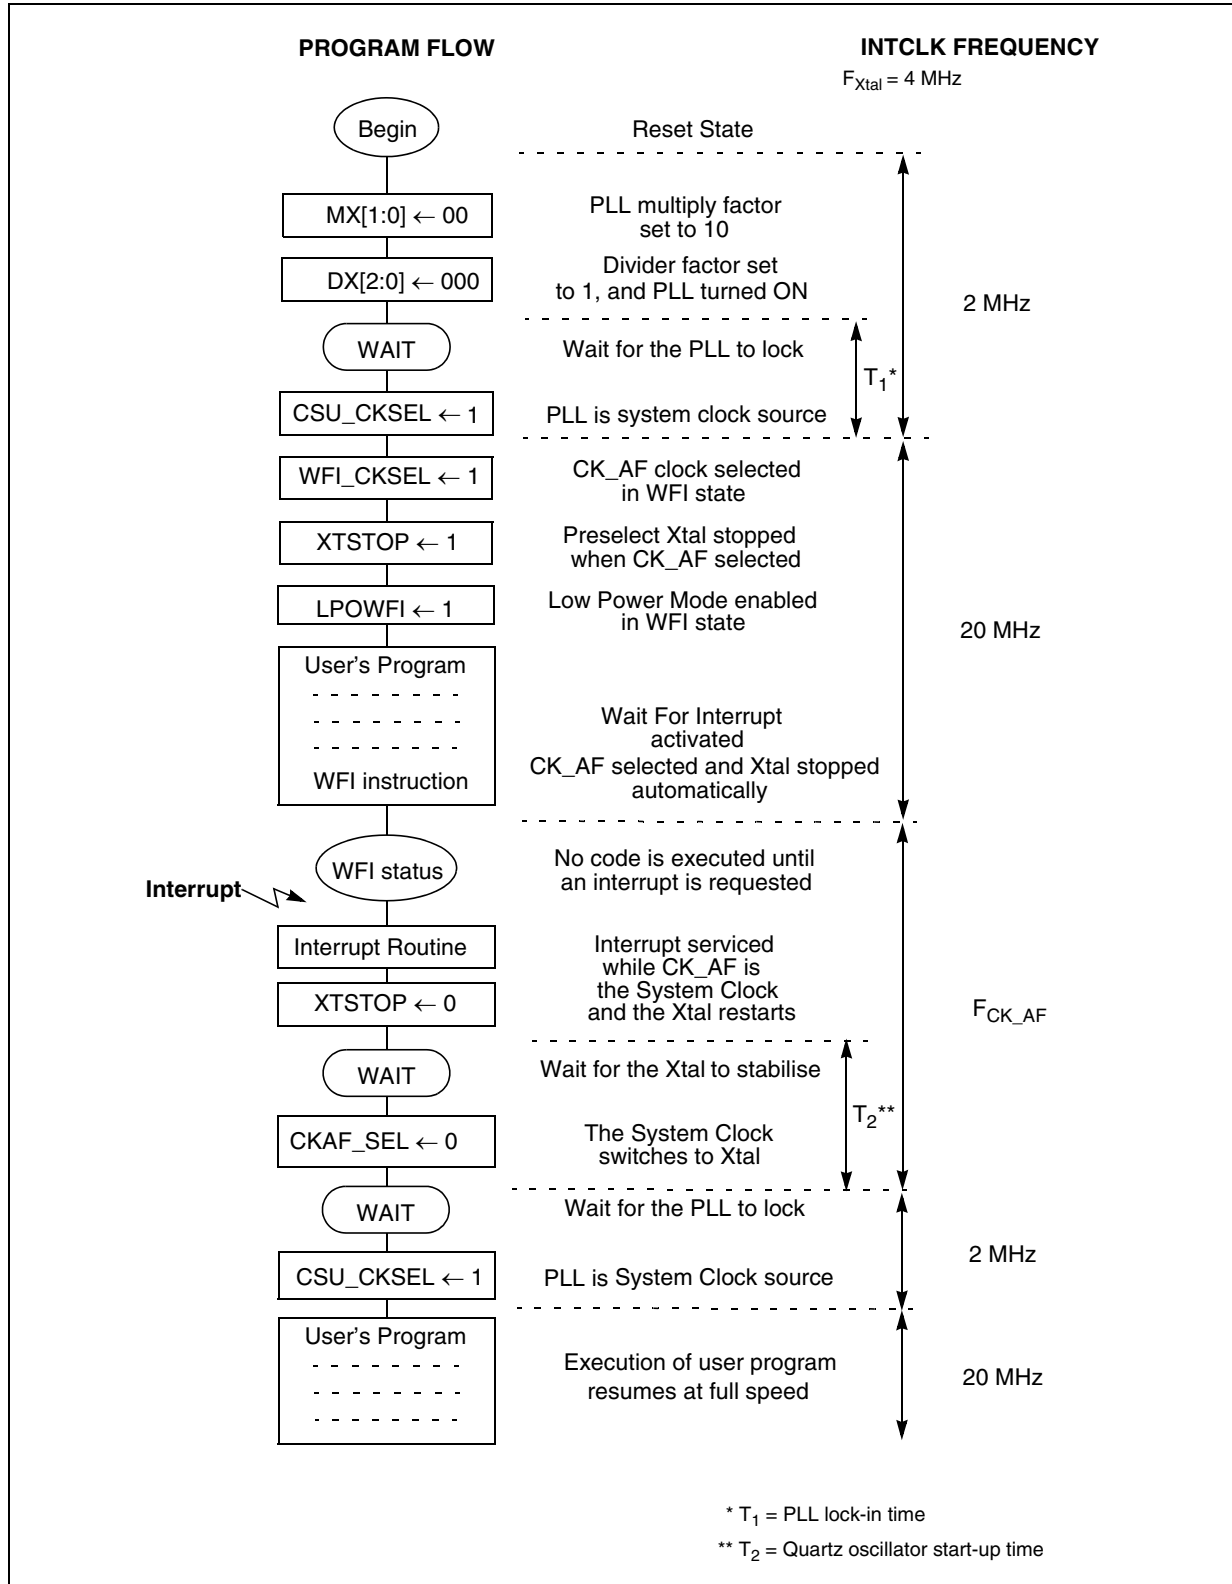 PROGRAM FLOW
INTCLK FREQUENCY
FXtal = 4 MHz
Begin
Reset State
MX[1:0] ← 00
PLL multiply factor
set to 10
DX[2:0] ← 000
Divider factor set
to 1, and PLL turned ON
2 MHz
WAIT
Wait for the PLL to lock
T1*
CSU_CKSEL ← 1
PLL is system clock source
WFI_CKSEL ← 1
CK_AF clock selected
in WFI state
XTSTOP ← 1
Preselect Xtal stopped
when CK_AF selected
LPOWFI ← 1
Low Power Mode enabled
in WFI state
20 MHz
User's Program
WFI instruction
Wait For Interrupt
activated
CK_AF selected and Xtal stopped
automatically
WFI status
No code is executed until
an interrupt is requested
Interrupt
Interrupt Routine
Interrupt serviced
while CK_AF is
the System Clock
and the Xtal restarts
XTSTOP ← 0
FCK_AF
WAIT
Wait for the Xtal to stabilise
T2**
CKAF_SEL ← 0
The System Clock
switches to Xtal
WAIT
Wait for the PLL to lock
2 MHz
CSU_CKSEL ← 1
PLL is System Clock source
User's Program
Execution of user program
resumes at full speed
20 MHz
* T1 = PLL lock-in time
** T2 = Quartz oscillator start-up time